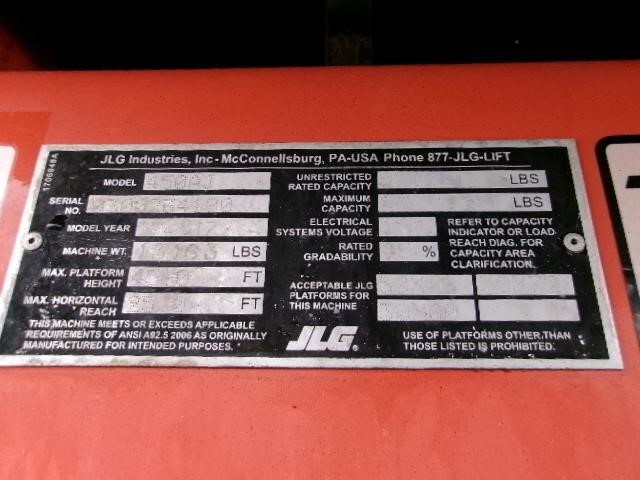 1706948A
JLG Industries, Inc - McConnellsburg, PA-USA Phone 877-JLG-LIFT
MODEL 450AJ
SERIAL NO.
MODEL YEAR
MACHINE WT. LBS
MAX. PLATFORM HEIGHT FT
MAX. HORIZONTAL REACH FT
THIS MACHINE MEETS OR EXCEEDS APPLICABLE
REQUIREMENTS OF ANSI A92.5 2006 AS ORIGINALLY
MANUFACTURED FOR INTENDED PURPOSES.
UNRESTRICTED
RATED CAPACITY LBS
MAXIMUM
CAPACITY LBS
ELECTRICAL
SYSTEMS VOLTAGE
RATED
GRADABILITY %
REFER TO CAPACITY
INDICATOR OR LOAD
REACH DIAG. FOR
CAPACITY AREA
CLARIFICATION.
ACCEPTABLE JLG
PLATFORMS FOR
THIS MACHINE
JLG®
USE OF PLATFORMS OTHER THAN
THOSE LISTED IS PROHIBITED.